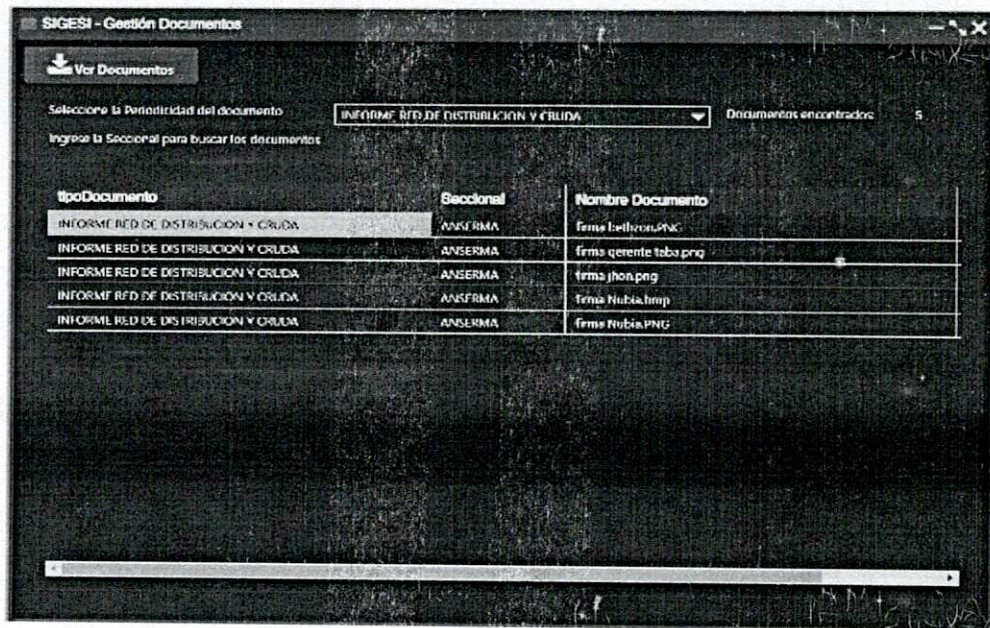 SIGESI - Gestión Documentos
Ver Documentos
Seleccione la Periodicidad del documento INFORME RED DE DISTRIBUCION Y CRUDA Documentos encontrados 5
Ingrese la Seccional para buscar los documentos
tipoDocumento Seccional Nombre Documento
INFORME RED DE DISTRIBUCION Y CRUDA ANSERMA firma bethzon.PNG
INFORME RED DE DISTRIBUCION Y CRUDA ANSERMA firma gerente taba.png
INFORME RED DE DISTRIBUCION Y CRUDA ANSERMA firma jhon.png
INFORME RED DE DISTRIBUCION Y CRUDA ANSERMA firma Nubia.bmp
INFORME RED DE DISTRIBUCION Y CRUDA ANSERMA firma Nubia.PNG